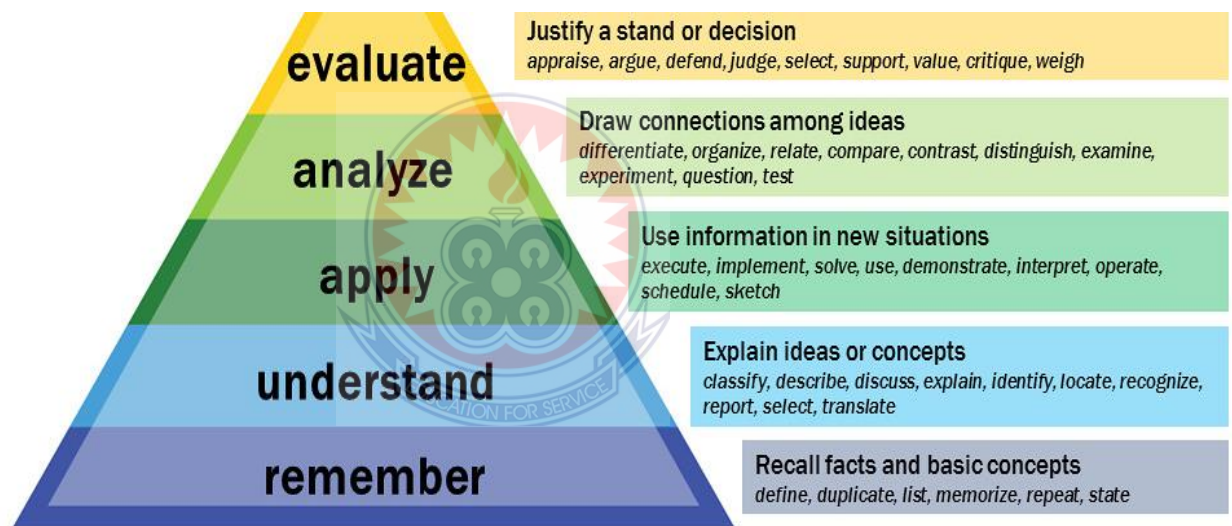 evaluate
Justify a stand or decision
appraise, argue, defend, judge, select, support, value, critique, weigh
analyze
Draw connections among ideas
differentiate, organize, relate, compare, contrast, distinguish, examine,
experiment, question, test
apply
Use information in new situations
execute, implement, solve, use, demonstrate, interpret, operate,
schedule, sketch
understand
Explain ideas or concepts
classify, describe, discuss, explain, identify, locate, recognize,
report, select, translate
FOR SERVICE
remember
Recall facts and basic concepts
define, duplicate, list, memorize, repeat, state